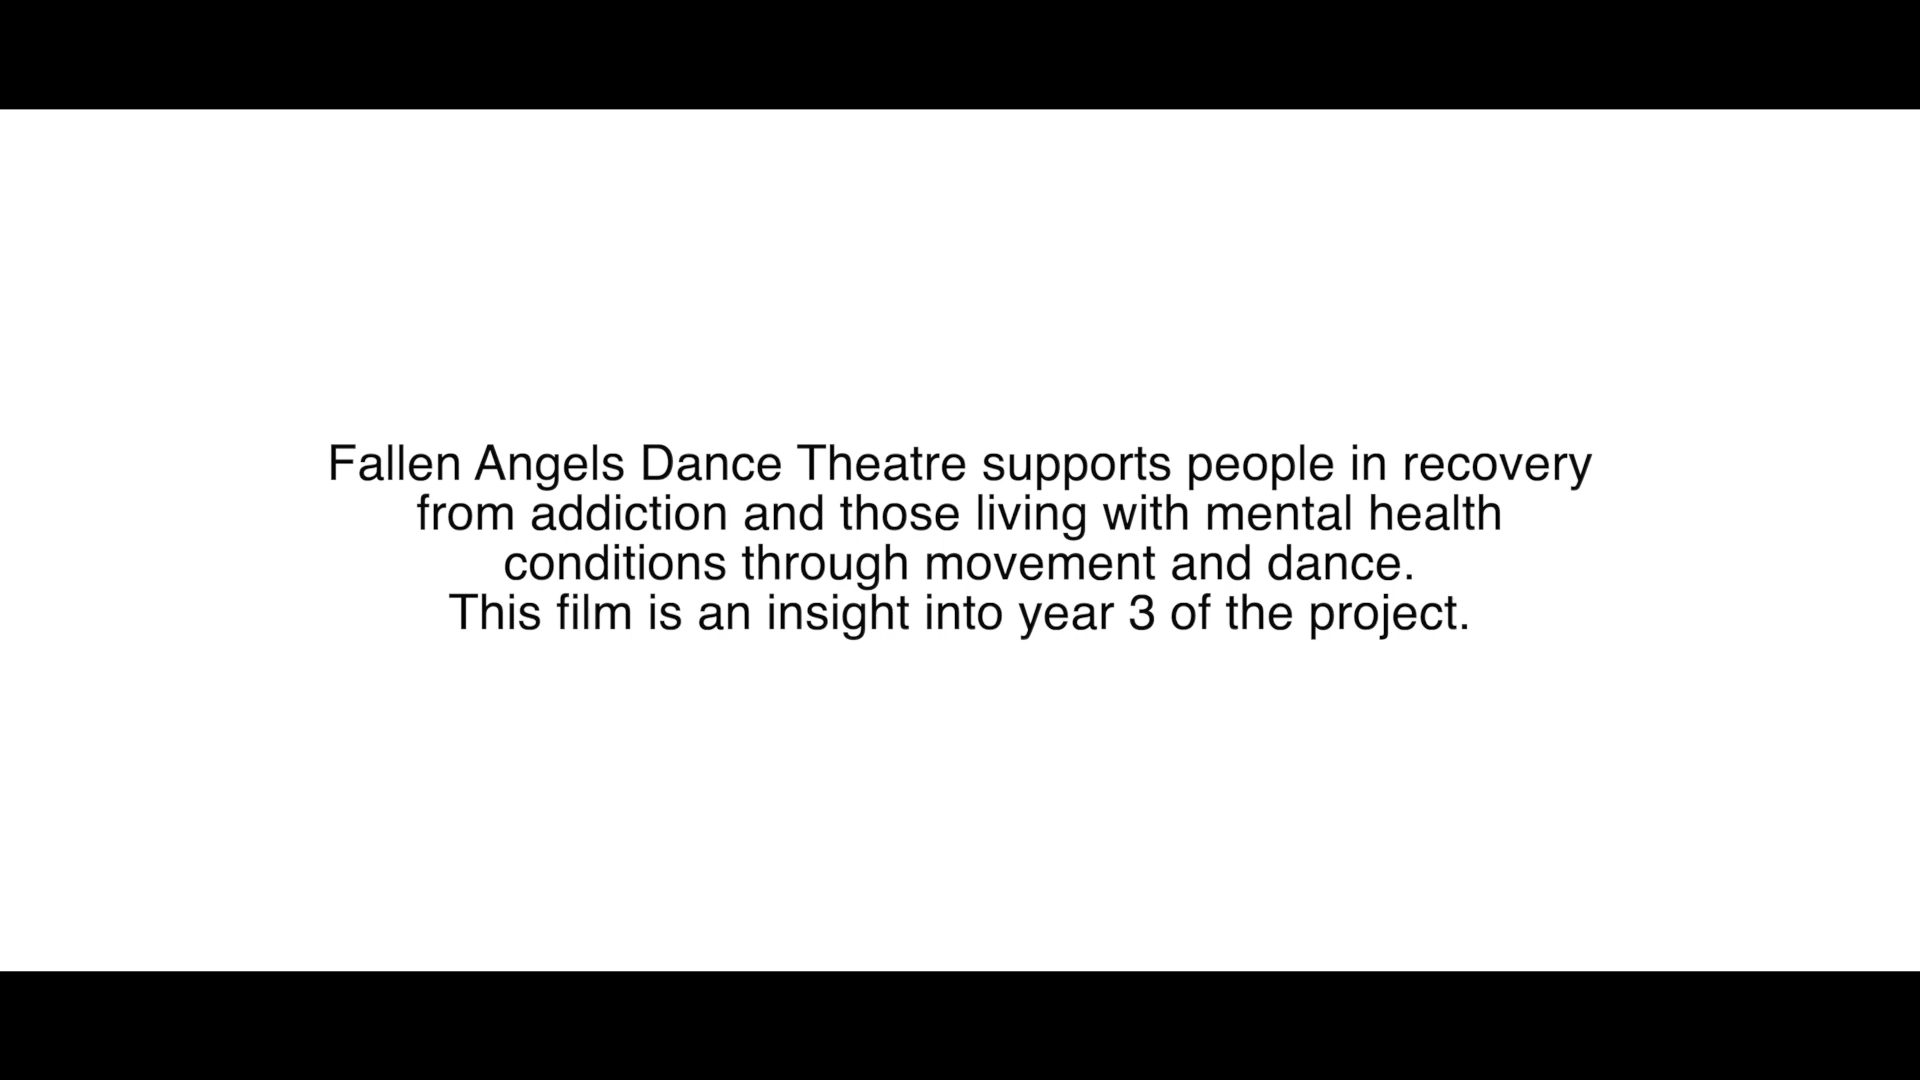 Fallen Angels Dance Theatre supports people in recovery
from addiction and those living with mental health
conditions through movement and dance.
This film is an insight into year 3 of the project.